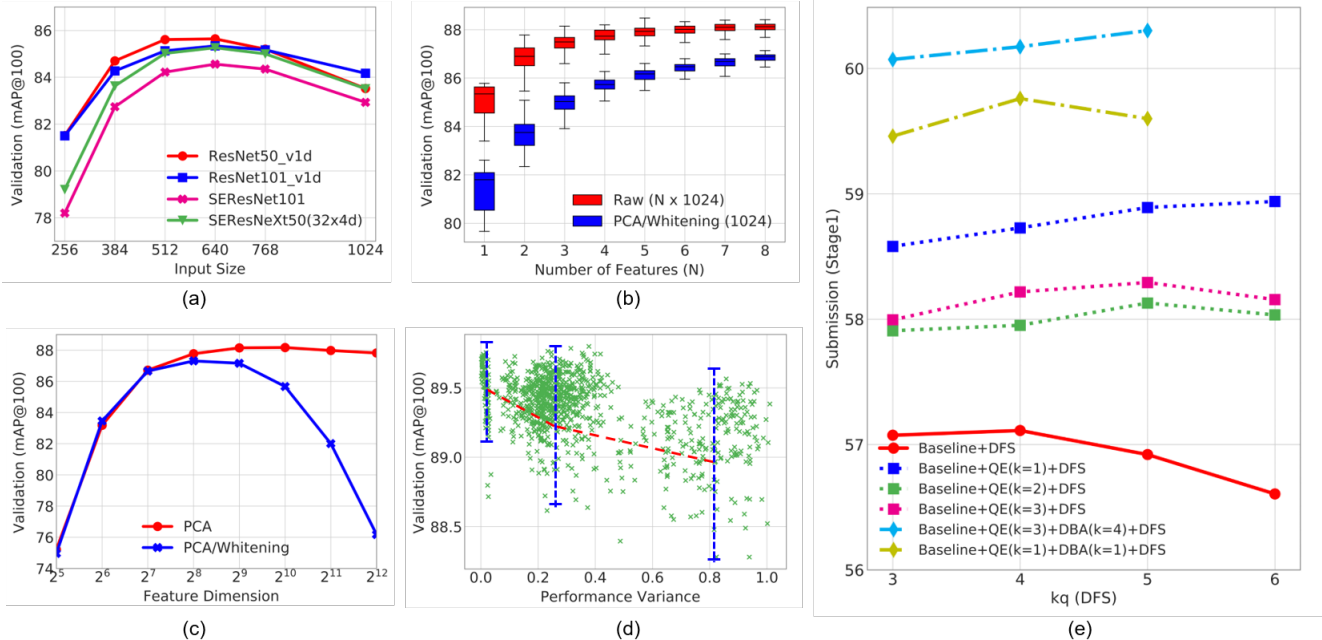 Validation (mAP@100)
86
84
82
80
78
256
384
512
640
768
1024
Input Size
ResNet50_v1d
ResNet101_v1d
SEResNet101
SEResNeXt50(32x4d)
(a)
Validation (mAP@100)
88
86
84
82
80
1
2
3
4
5
6
7
8
Number of Features (N)
Raw (N x 1024)
PCA/Whitening (1024)
(b)
Validation (mAP@100)
90
88
86
84
82
80
78
76
74
2^5
2^6
2^7
2^8
2^9
2^10
2^11
2^12
Feature Dimension
PCA
PCA/Whitening
(c)
Validation (mAP@100)
89.5
89.0
88.5
0.0
0.2
0.4
0.6
0.8
1.0
Performance Variance
(d)
Submission (Stage1)
60
59
58
57
56
3
4
5
6
kq (DFS)
Baseline+DFS
Baseline+QE(k=1)+DFS
Baseline+QE(k=2)+DFS
Baseline+QE(k=3)+DFS
Baseline+QE(k=3)+DBA(k=4)+DFS
Baseline+QE(k=1)+DBA(k=1)+DFS
(e)